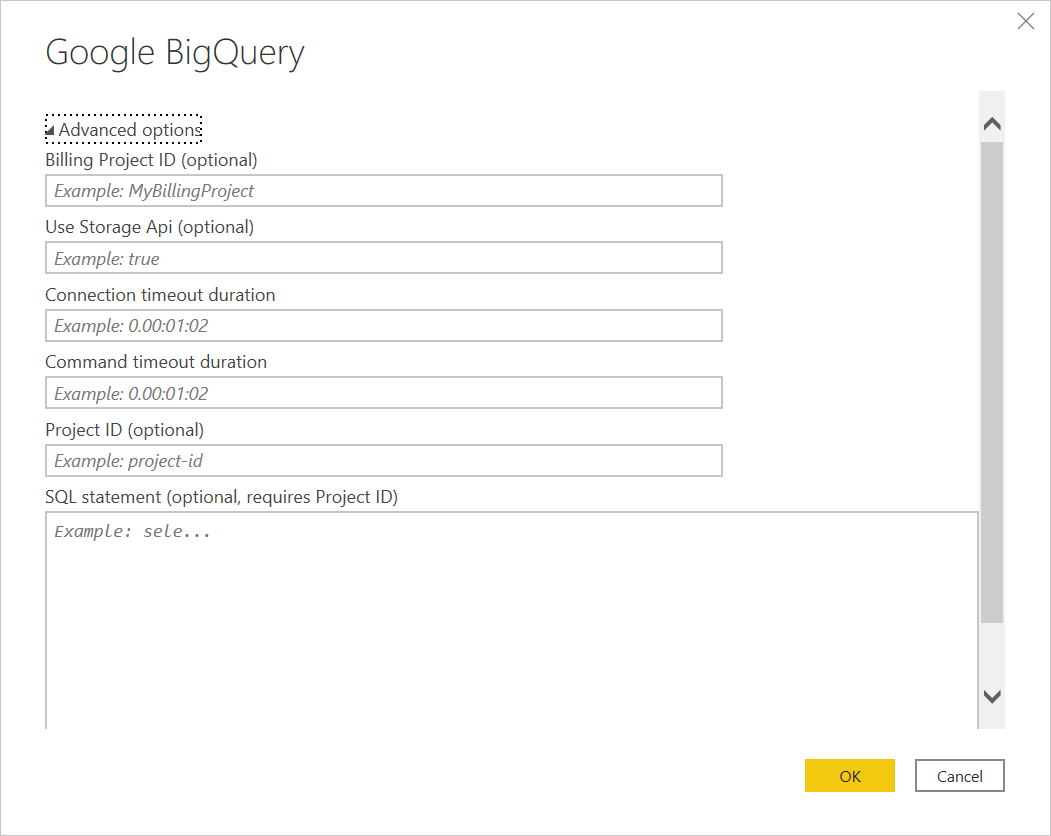 Google BigQuery
Advanced options
Billing Project ID (optional)
Example: MyBillingProject
Use Storage Api (optional)
Example: true
Connection timeout duration
Example: 0.00:01:02
Command timeout duration
Example: 0.00:01:02
Project ID (optional)
Example: project-id
SQL statement (optional, requires Project ID)
Example: sele...
OK
Cancel